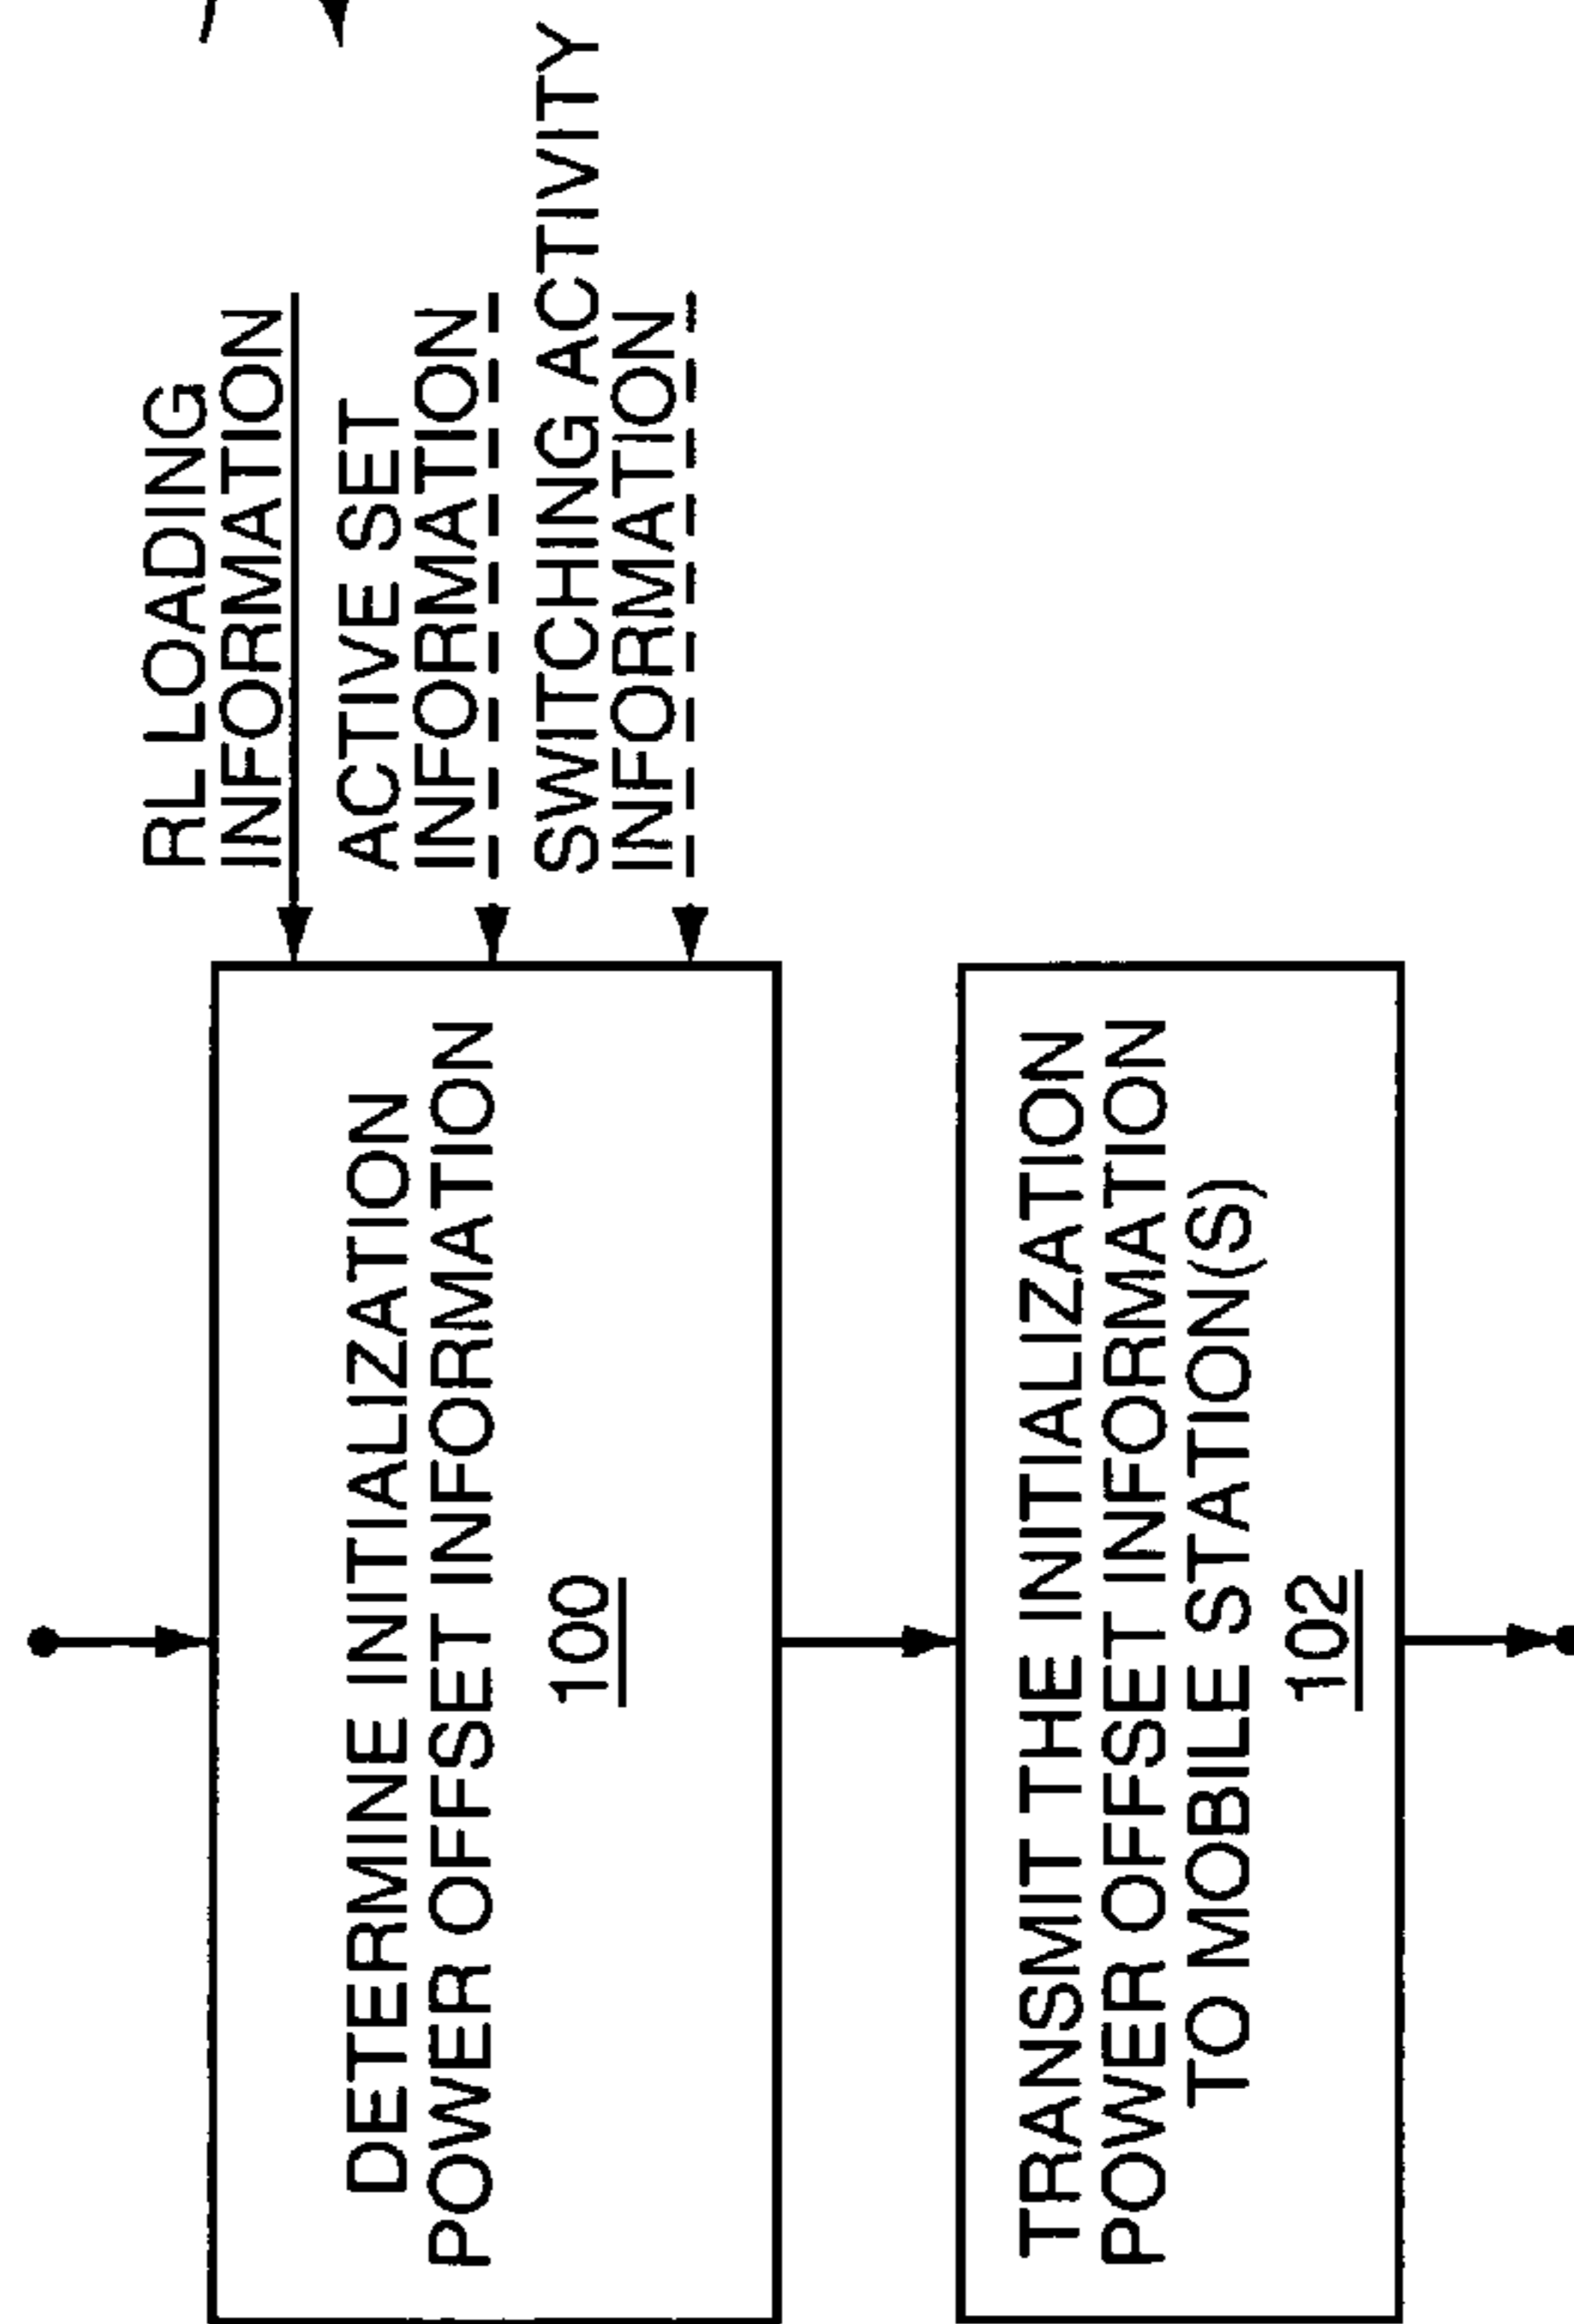 RL LOADING
INFORMATION
ACTIVE SET
INFORMATION
SWITCHING ACTIVITY
INFORMATION
DETERMINE INITIALIZATION
POWER OFFSET INFORMATION
100
TRANSMIT THE INITIALIZATION
POWER OFFSET INFORMATION
TO MOBILE STATION(S)
102